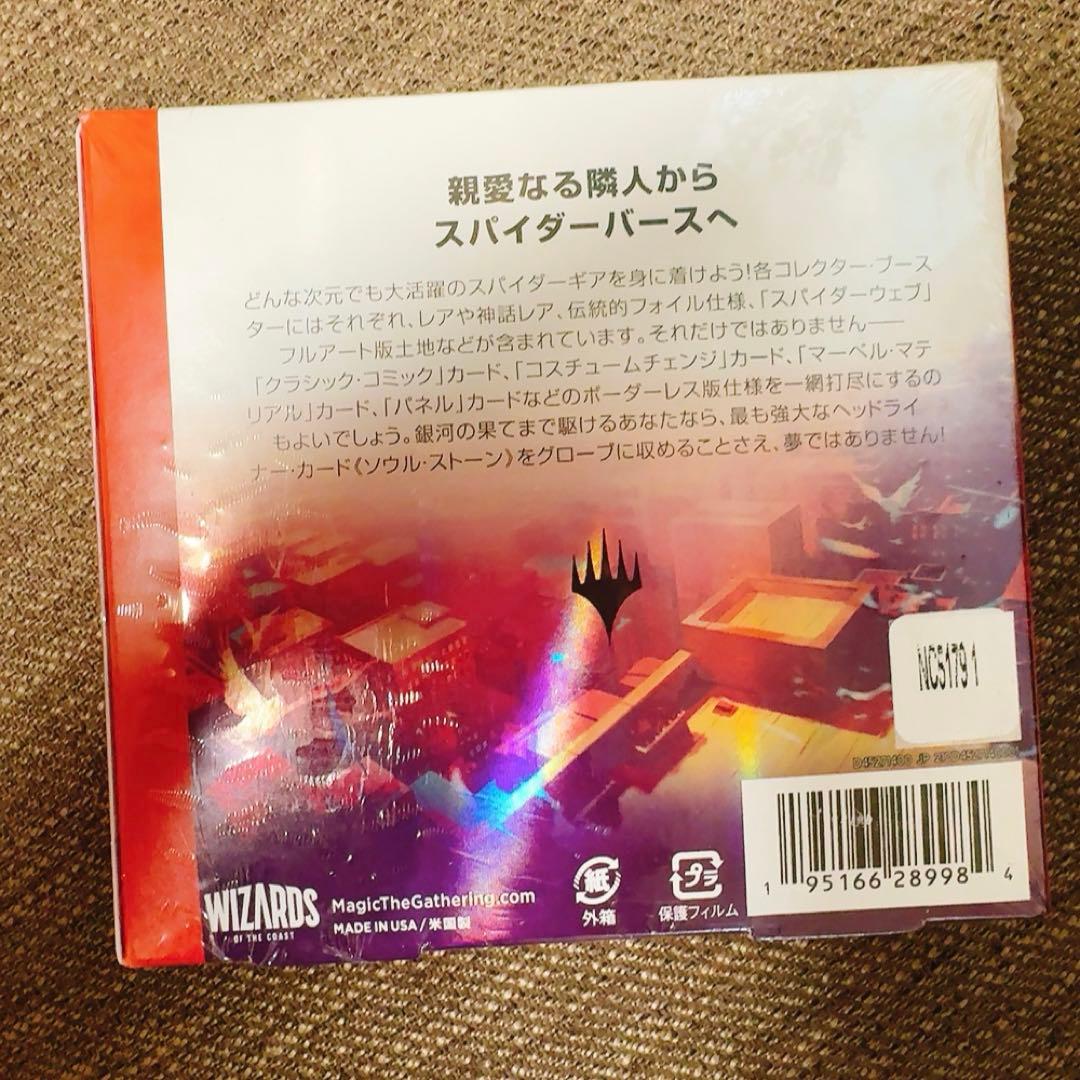 親愛なる隣人から
スパイダーバースへ
どんな次元でも大活躍のスパイダーギアを身に着けよう!各コレクター・ブース
ターにはそれぞれ、レアや神話レア、伝統的フォイル仕様、「スパイダーウェブ」
フルアート版土地などが含まれています。それだけではありません――
「クラシック・コミック」カード、「コスチュームチェンジ」カード、「マーベル・マテ
リアル」カード、「パネル」カードなどのボーダーレス版仕様を一網打尽にするの
もよいでしょう。銀河の果てまで駆けるあなたなら、最も強大なヘッドライ
ナー・カード《ソウル・ストーン》をグローブに収めることさえ、夢ではありません!
NC5179 1
D45271400 JP
1 95166 28998 4
WIZARDS
OF THE COAST
MagicTheGathering.com
MADE IN USA / 米国製
紙
外箱
プラ
保護フィルム